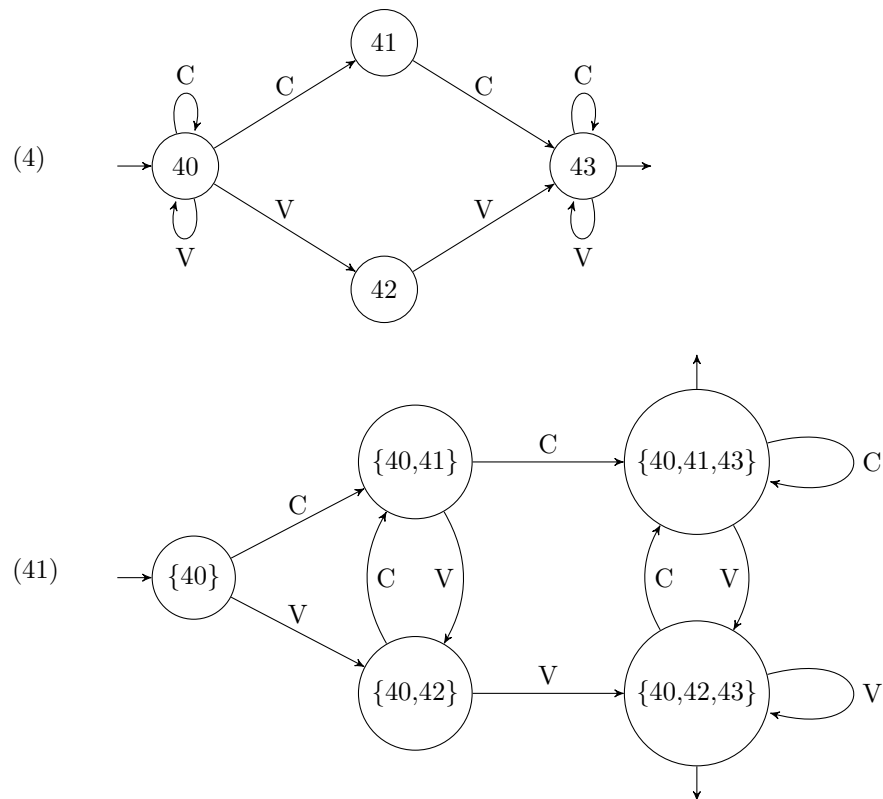 41
C C
C C
(4) 40 43
V V
V V
42
{40,41} C {40,41,43} C
C
(41) {40} C V C V
V
{40,42} V {40,42,43} V